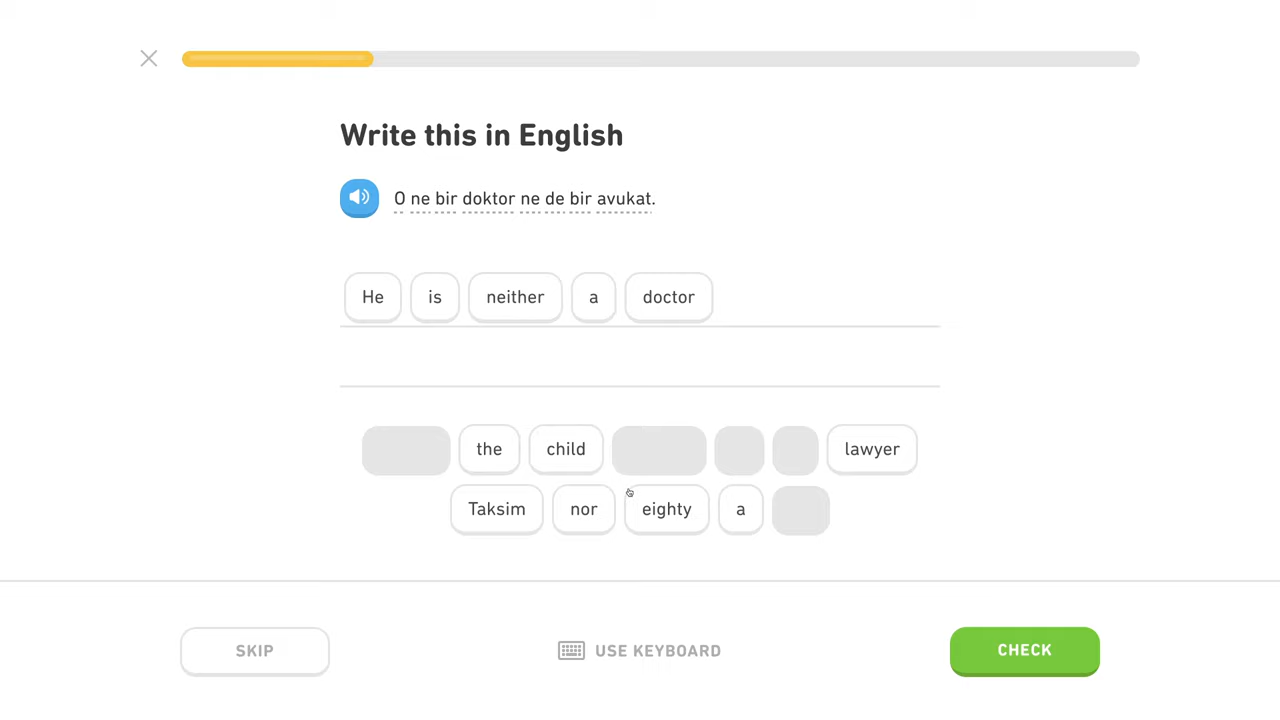 Write this in English
O ne bir doktor ne de bir avukat.
He is neither a doctor
the child lawyer
Taksim nor eighty a
SKIP USE KEYBOARD CHECK